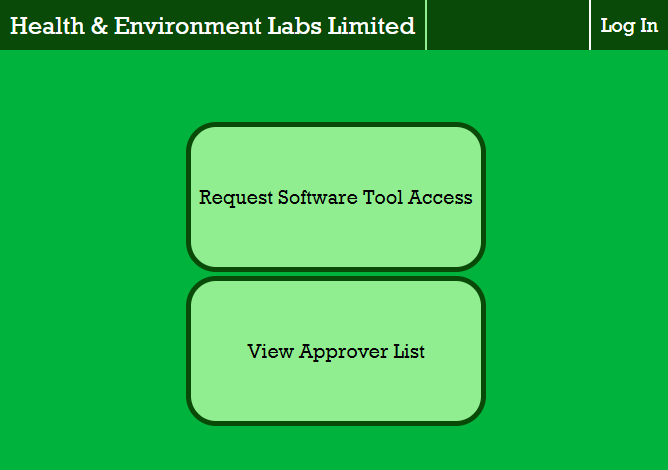 Health & Environment Labs Limited
Log In
Request Software Tool Access
View Approver List